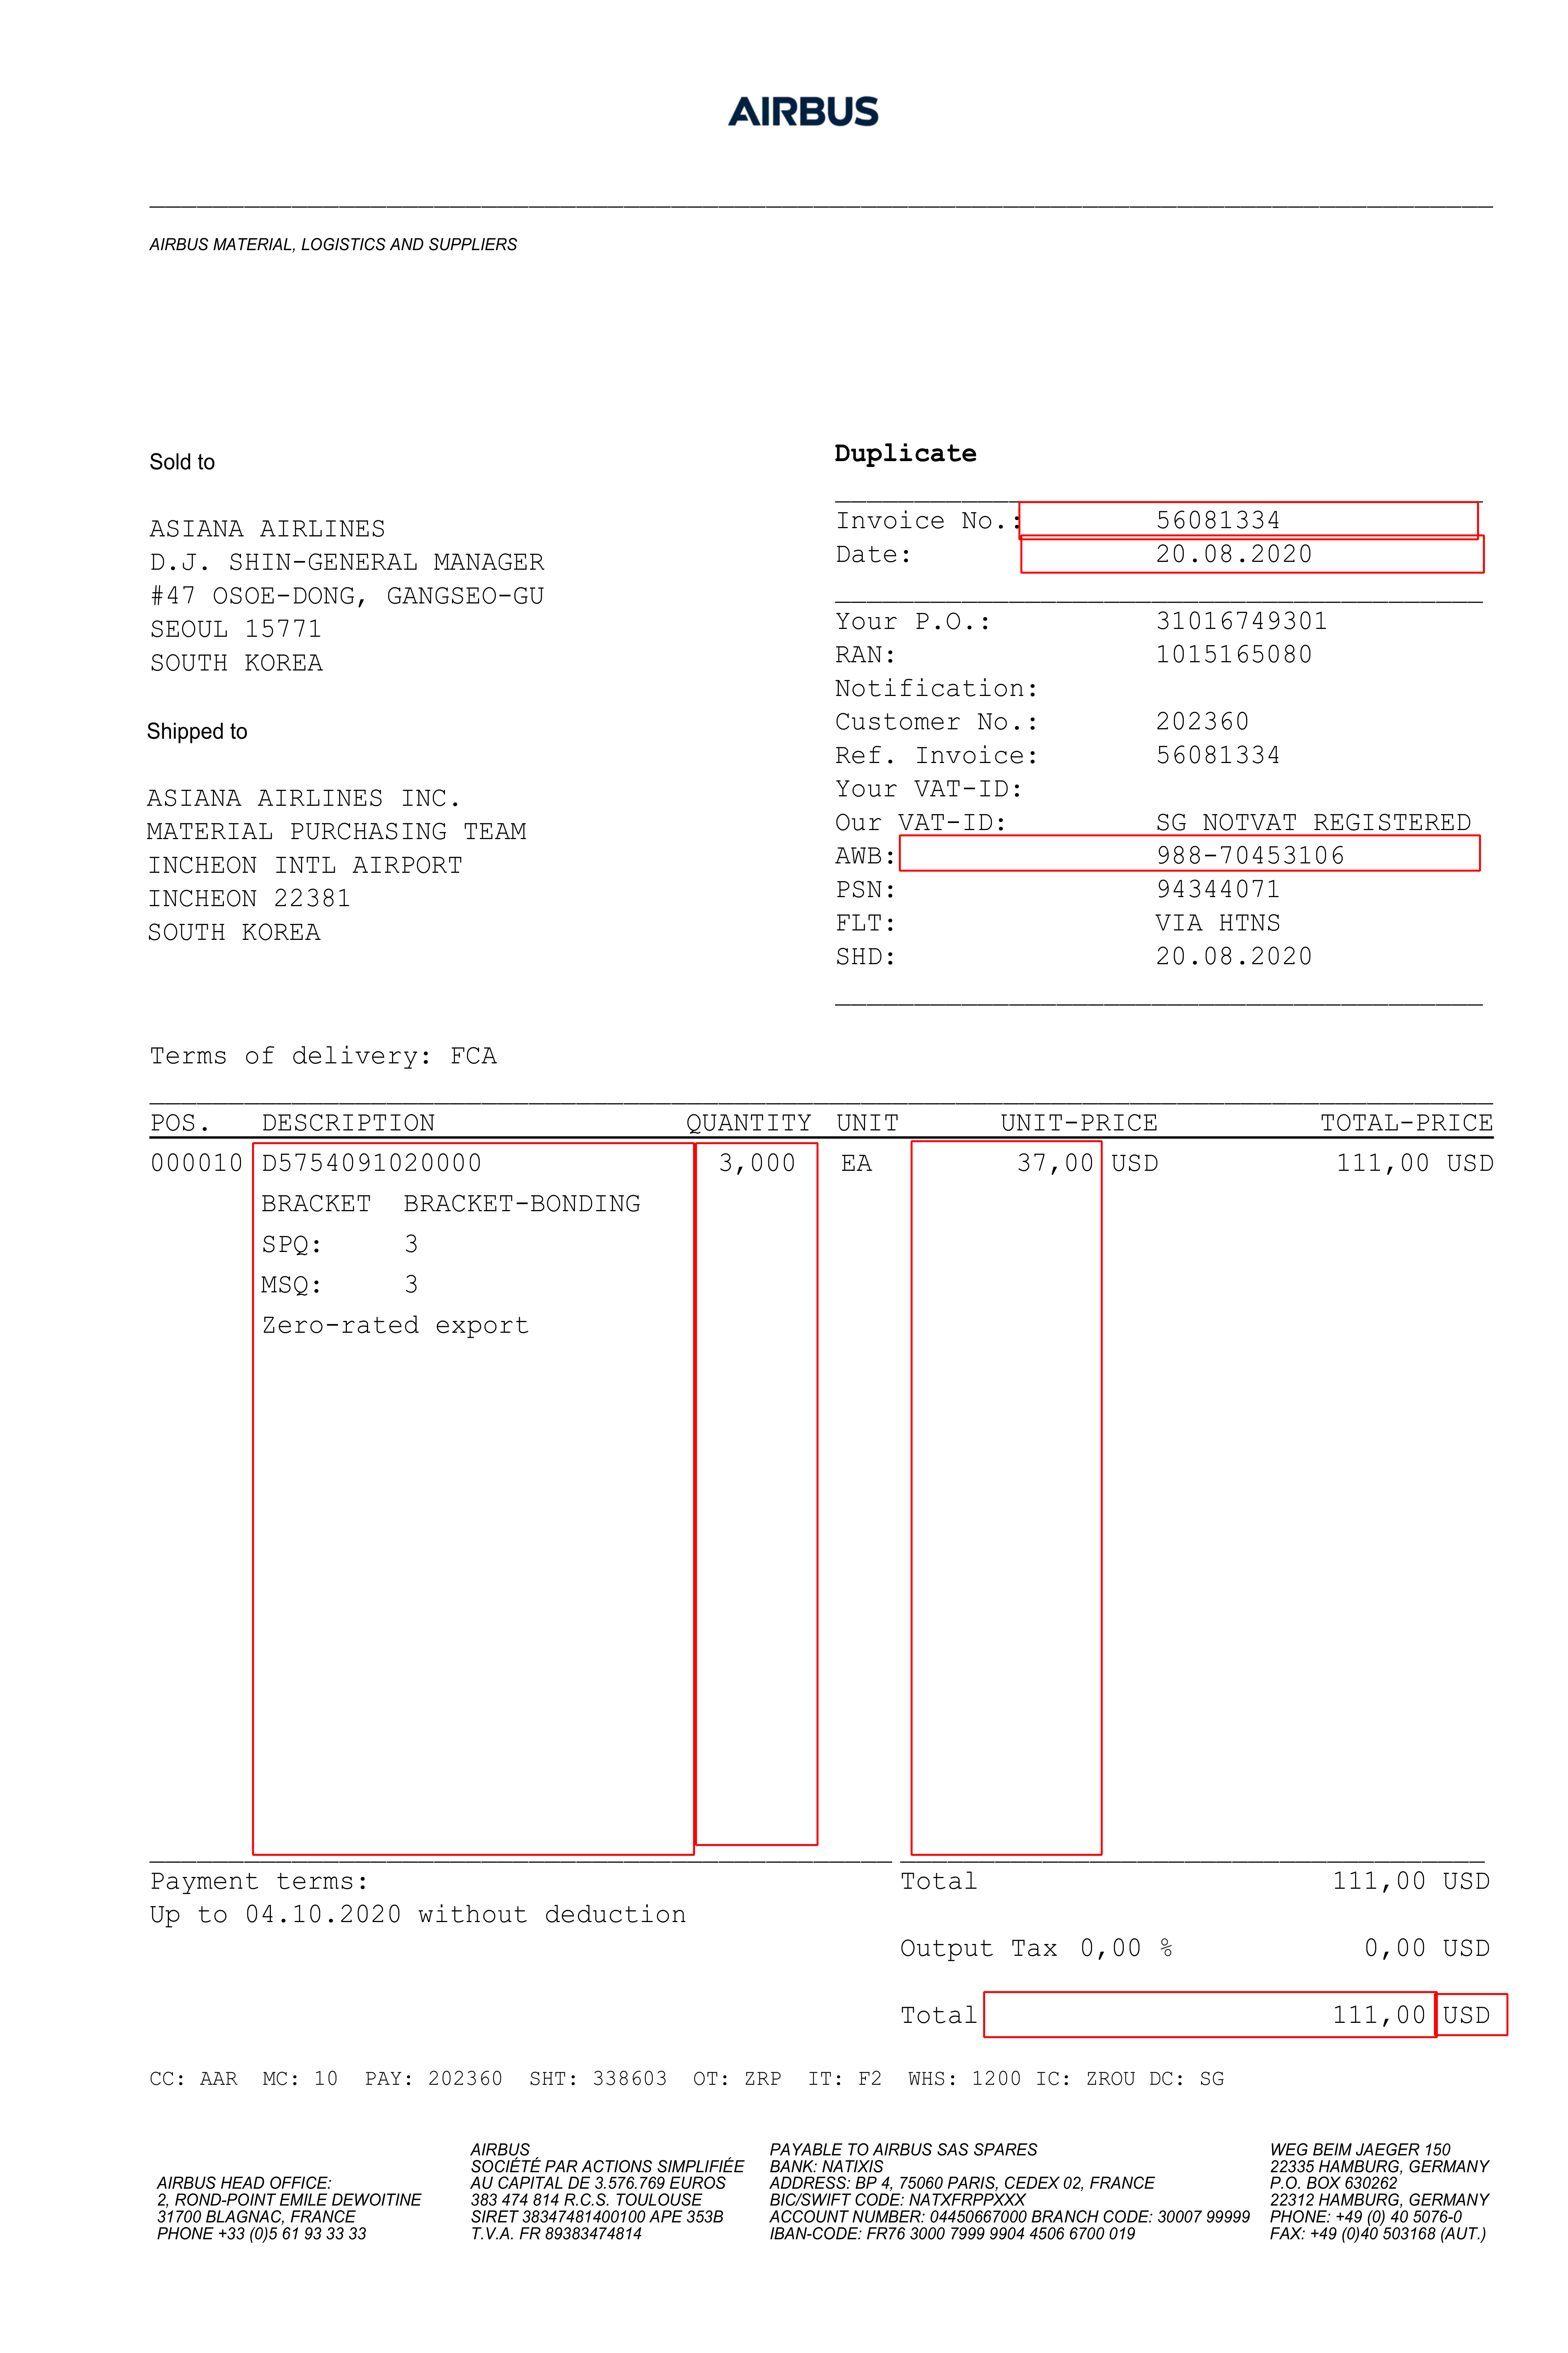 AIRBUS
AIRBUS MATERIAL, LOGISTICS AND SUPPLIERS
Sold to
ASIANA AIRLINES
D.J. SHIN-GENERAL MANAGER
#47 OSOE-DONG, GANGSEO-GU
SEOUL 15771
SOUTH KOREA
Shipped to
ASIANA AIRLINES INC.
MATERIAL PURCHASING TEAM
INCHEON INTL AIRPORT
INCHEON 22381
SOUTH KOREA
Duplicate
Invoice No.: 56081334
Date: 20.08.2020
Your P.O.: 31016749301
RAN: 1015165080
Notification:
Customer No.: 202360
Ref. Invoice: 56081334
Your VAT-ID:
Our VAT-ID: SG NOTVAT REGISTERED
AWB: 988-70453106
PSN: 94344071
FLT: VIA HTNS
SHD: 20.08.2020
Terms of delivery: FCA
POS. DESCRIPTION QUANTITY UNIT UNIT-PRICE TOTAL-PRICE
000010 D5754091020000 3,000 EA 37,00 USD 111,00 USD
BRACKET BRACKET-BONDING
SPQ: 3
MSQ: 3
Zero-rated export
Payment terms:
Up to 04.10.2020 without deduction
Total 111,00 USD
Output Tax 0,00 % 0,00 USD
Total 111,00 USD
CC: AAR MC: 10 PAY: 202360 SHT: 338603 OT: ZRP IT: F2 WHS: 1200 IC: ZROU DC: SG
AIRBUS HEAD OFFICE:
2, ROND-POINT EMILE DEWOITINE
31700 BLAGNAC, FRANCE
PHONE +33 (0)5 61 93 33 33
AIRBUS
SOCIÉTÉ PAR ACTIONS SIMPLIFIÉE
AU CAPITAL DE 3.576.769 EUROS
383 474 814 R.C.S. TOULOUSE
SIRET 38347481400100 APE 353B
T.V.A. FR 89383474814
PAYABLE TO AIRBUS SAS SPARES
BANK: NATIXIS
ADDRESS: BP 4, 75060 PARIS, CEDEX 02, FRANCE
BIC/SWIFT CODE: NATXFRPPXXX
ACCOUNT NUMBER: 04450667000 BRANCH CODE: 30007 99999
IBAN-CODE: FR76 3000 7999 9904 4506 6700 019
WEG BEIM JAEGER 150
22335 HAMBURG, GERMANY
P.O. BOX 630262
22312 HAMBURG, GERMANY
PHONE: +49 (0) 40 5076-0
FAX: +49 (0)40 503168 (AUT.)